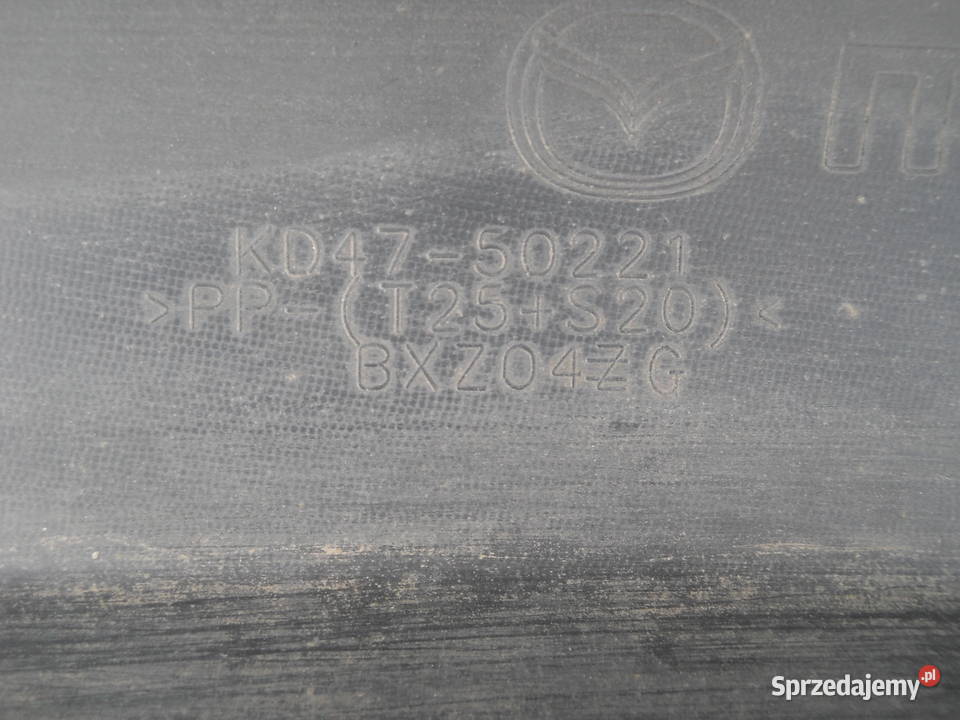 KD47-50221
>PP-(T25+S20)<
BXZ04ZG
Sprzedajemy.pl